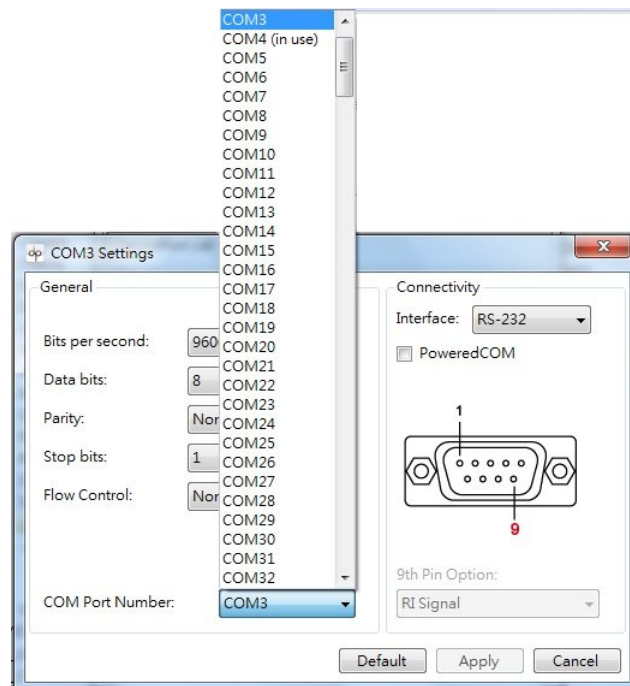 COM3
COM4 (in use)
COM5
COM6
COM7
COM8
COM9
COM10
COM11
COM12
COM13
COM14
COM15
COM16
COM17
COM18
COM19
COM20
COM21
COM22
COM23
COM24
COM25
COM26
COM27
COM28
COM29
COM30
COM31
COM32
COM3 Settings
General
Bits per second:
960
Data bits:
8
Parity:
Nor
Stop bits:
1
Flow Control:
Nor
COM Port Number:
COM3
Connectivity
Interface: RS-232
PoweredCOM
1
9
9th Pin Option:
RI Signal
Default Apply Cancel